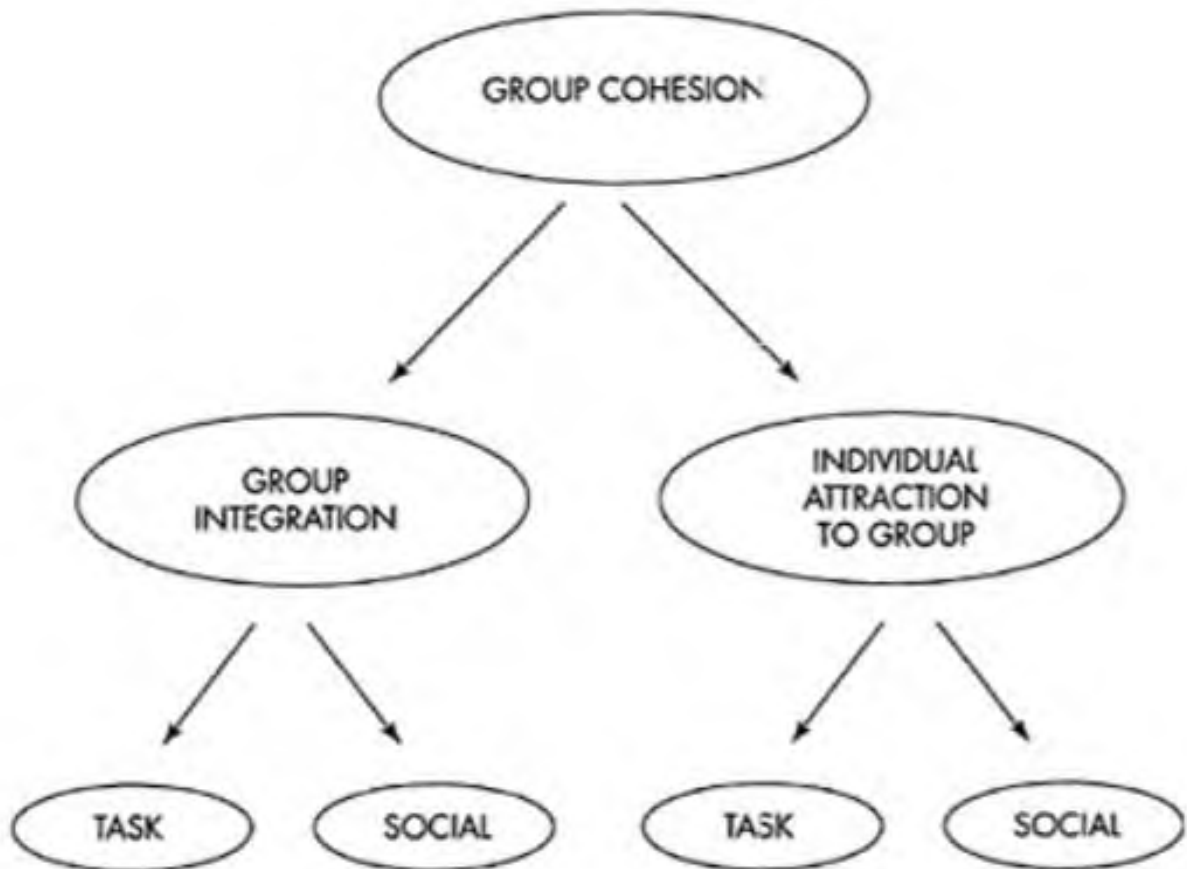 GROUP COHESION
GROUP
INTEGRATION
INDIVIDUAL
ATTRACTION
TO GROUP
TASK
SOCIAL
TASK
SOCIAL